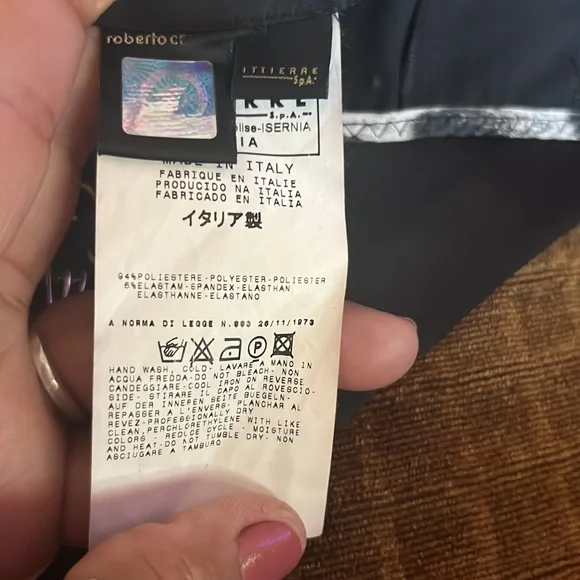 roberto c
ITTIERRE
S.p.A.
S.p.A.
lise-ISERNIA
IA
MADE IN ITALY
FABRIQUE EN ITALIE
PRODUCIDO NA ITALIA
FABRICADO EN ITALIA
イタリア製
94%POLIESTERE-POLYESTER-POLIESTER
6%ELASTAM-SPANDEX-ELASTHAN
ELASTHANNE-ELASTANO
A NORMA DI LEGGE N.883 26/11/1973
HAND WASH, COLD- LAVARE A MANO IN
ACQUA FREDDA-DO NOT BLEACH- NON
CANDEGGIARE-COOL IRON ON REVERSE
SIDE- STIRARE IL CAPO AL ROVESCIO-
AUF DER INNEPEN SEITE BUEGELN-
REPASSER A L'ENVERS- PLANCHAR AL
REVEZ-PROFESSIONALLY DRY
CLEAN,PERCHLORETHYLENE WITH LIKE
COLORS - REDUCE CYCLE - MOISTURE
AND HEAT-DO NOT TUMBLE DRY- NON
ASCIUGARE A TAMBURO